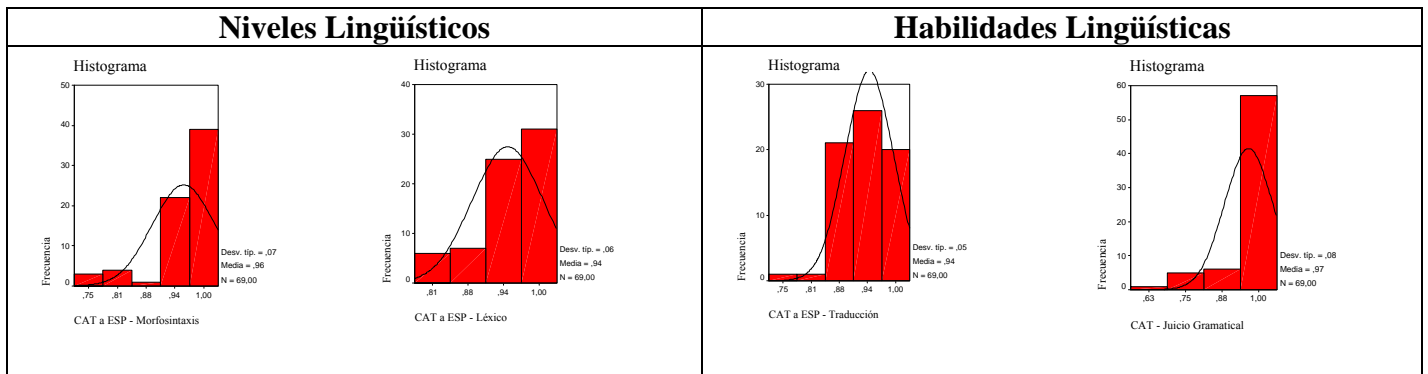 Niveles Lingüísticos
Habilidades Lingüísticas
Histograma
50
40
30
20
10
0
Frecuencia
,75 ,81 ,88 ,94 1,00
Desv. típ. = ,07
Media = ,96
N = 69,00
CAT a ESP - Morfosintaxis
Histograma
40
30
20
10
0
Frecuencia
,81 ,88 ,94 1,00
Desv. típ. = ,06
Media = ,94
N = 69,00
CAT a ESP - Léxico
Histograma
30
20
10
0
Frecuencia
,75 ,81 ,88 ,94 1,00
Desv. típ. = ,05
Media = ,94
N = 69,00
CAT a ESP - Traducción
Histograma
60
50
40
30
20
10
0
Frecuencia
,63 ,75 ,88 1,00
Desv. típ. = ,08
Media = ,97
N = 69,00
CAT - Juicio Gramatical